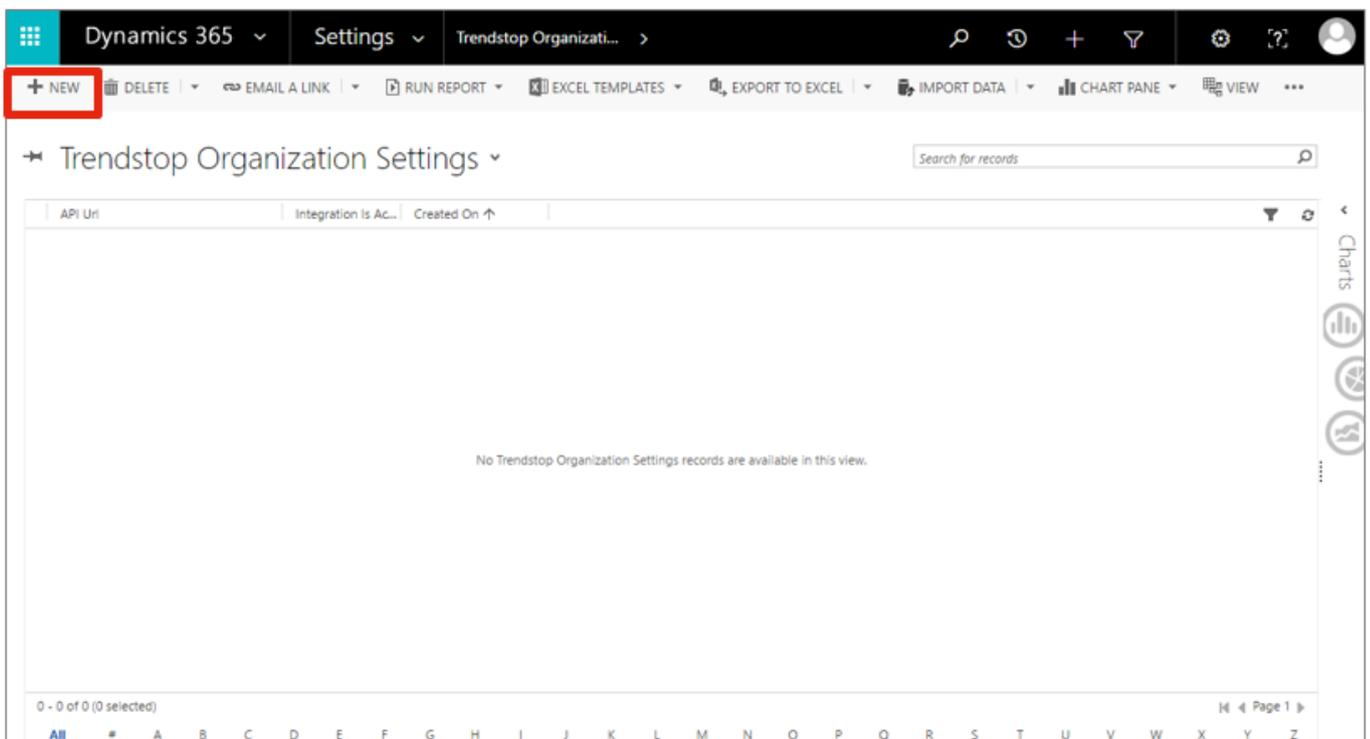 Dynamics 365 Settings Trendstop Organizati...
NEW DELETE EMAIL A LINK RUN REPORT EXCEL TEMPLATES EXPORT TO EXCEL IMPORT DATA CHART PANE VIEW
Trendstop Organization Settings
Search for records
API Url Integration Is Ac... Created On
Charts
No Trendstop Organization Settings records are available in this view.
0 - 0 of 0 (0 selected) Page 1
All # A B C D E F G H I J K L M N O P Q R S T U V W X Y Z